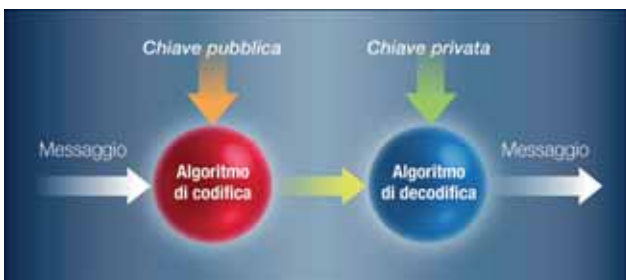 Chiave pubblica
Chiave privata
Messaggio
Algoritmo
di codifica
Algoritmo
di decodifica
Messaggio